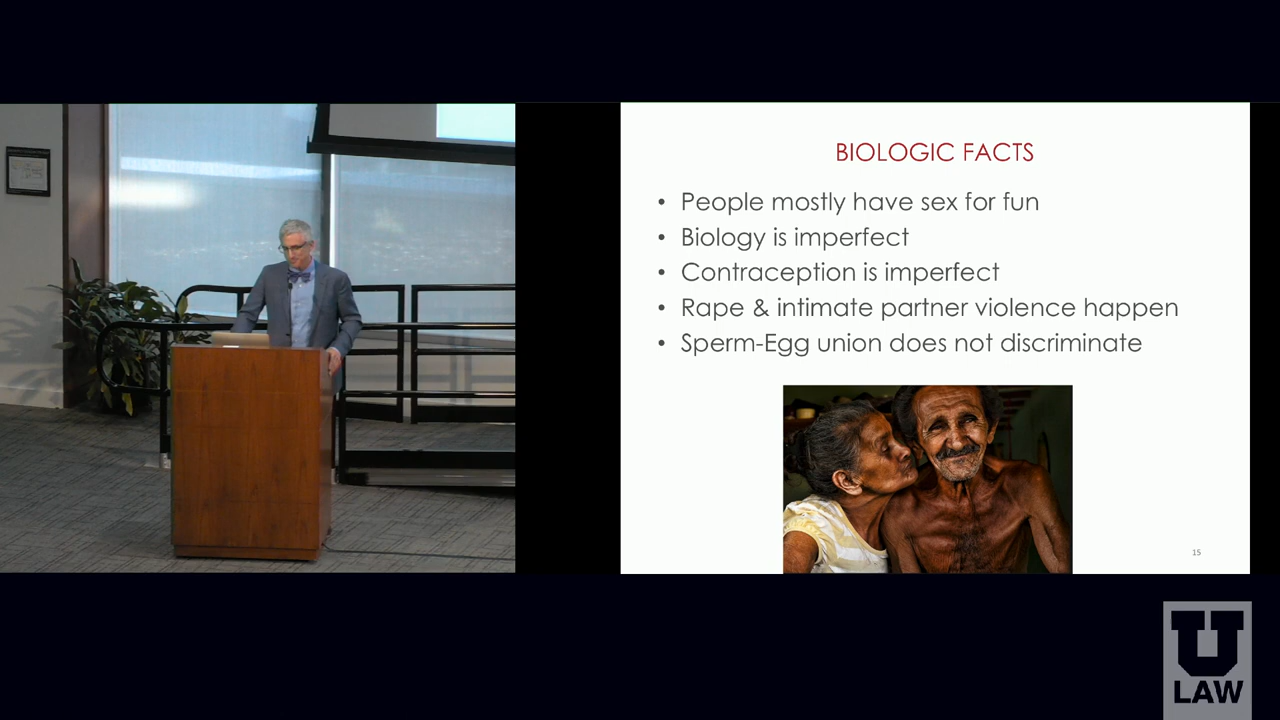 BIOLOGIC FACTS
• People mostly have sex for fun
• Biology is imperfect
• Contraception is imperfect
• Rape & intimate partner violence happen
• Sperm-Egg union does not discriminate
15
U
LAW